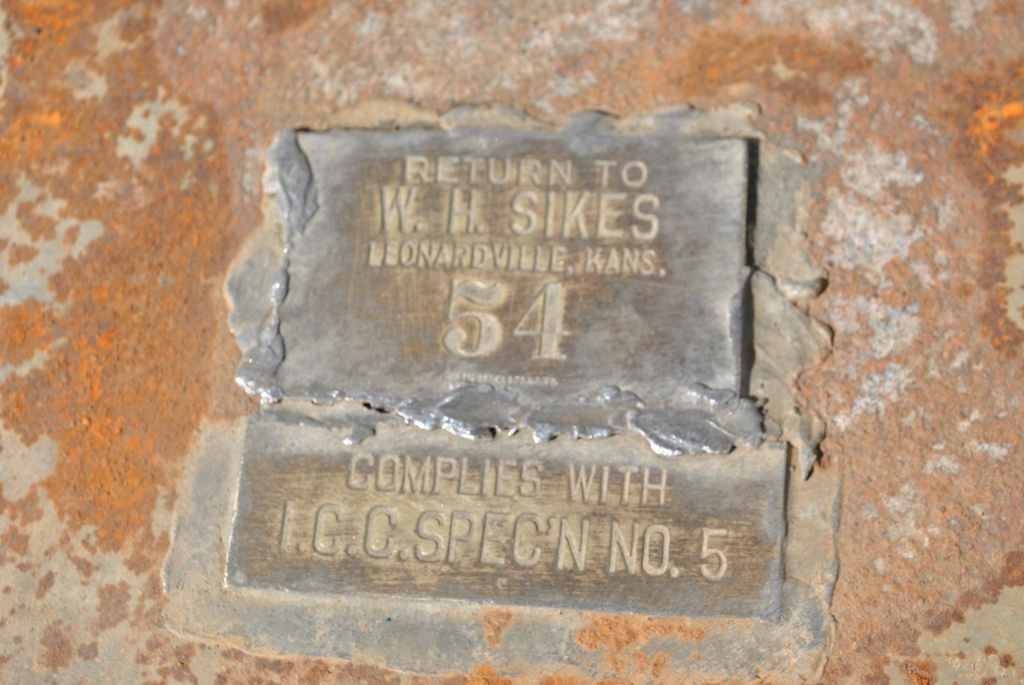 RETURN TO
W. H. SIKES
LEONARDVILLE, KANS.
54
COMPLIES WITH
I.C.C. SPEC'N NO. 5